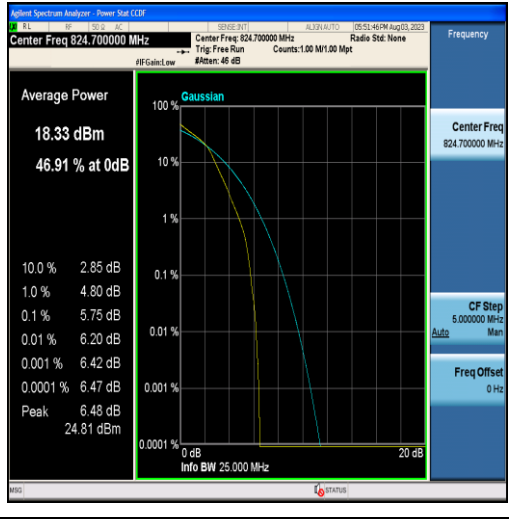 Agilent Spectrum Analyzer - Power Stat CCDF
RL RF 50 Ω AC SENSE:INT ALIGN AUTO 05:51:46 PM Aug 03, 2023
Center Freq 824.700000 MHz
Center Freq: 824.700000 MHz Radio Std: None
Trig: Free Run Counts:1.00 M/1.00 Mpt
#IFGain:Low #Atten: 46 dB
Frequency
Average Power
18.33 dBm
46.91 % at 0dB
10.0 % 2.85 dB
1.0 % 4.80 dB
0.1 % 5.75 dB
0.01 % 6.20 dB
0.001 % 6.42 dB
0.0001 % 6.47 dB
Peak 6.48 dB
24.81 dBm
Gaussian
100 %
10 %
1 %
0.1 %
0.01 %
0.001 %
0.0001 %
0 dB 20 dB
Info BW 25.000 MHz
Center Freq
824.700000 MHz
CF Step
5.000000 MHz
Auto Man
Freq Offset
0 Hz
MSG STATUS